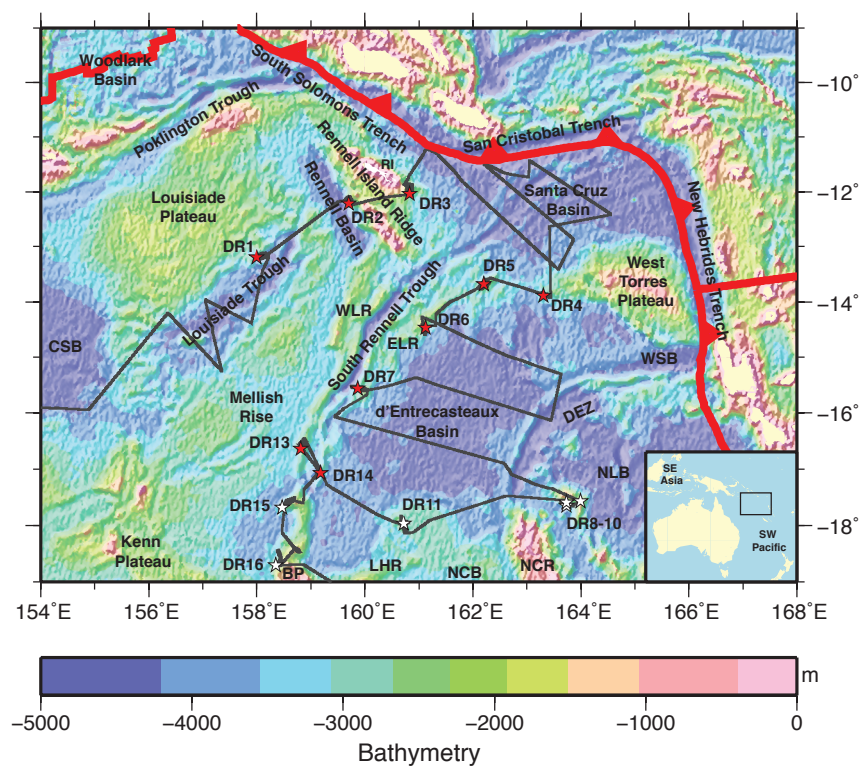 Woodlark
Basin
South Solomons Trench
−10°
Poklington Trough
San Cristobal Trench
Rennell Island Ridge
RI
Rennell Basin
Louisiade
Plateau
Santa Cruz
Basin
−12°
DR2
DR3
New Hebrides Trench
DR1
Louisiade Trough
DR5
West
Torres
Plateau
−14°
DR4
WLR
South Rennell Trough
DR6
ELR
CSB
WSB
DR7
Mellish
Rise
d'Entrecasteaux
Basin
DEZ
−16°
DR13
DR14
NLB
SE
Asia
DR15
DR11
DR8-10
−18°
SW
Pacific
Kenn
Plateau
DR16
BP
LHR
NCB
NCR
154°E
156°E
158°E
160°E
162°E
164°E
166°E
168°E
m
−5000
−4000
−3000
−2000
−1000
0
Bathymetry